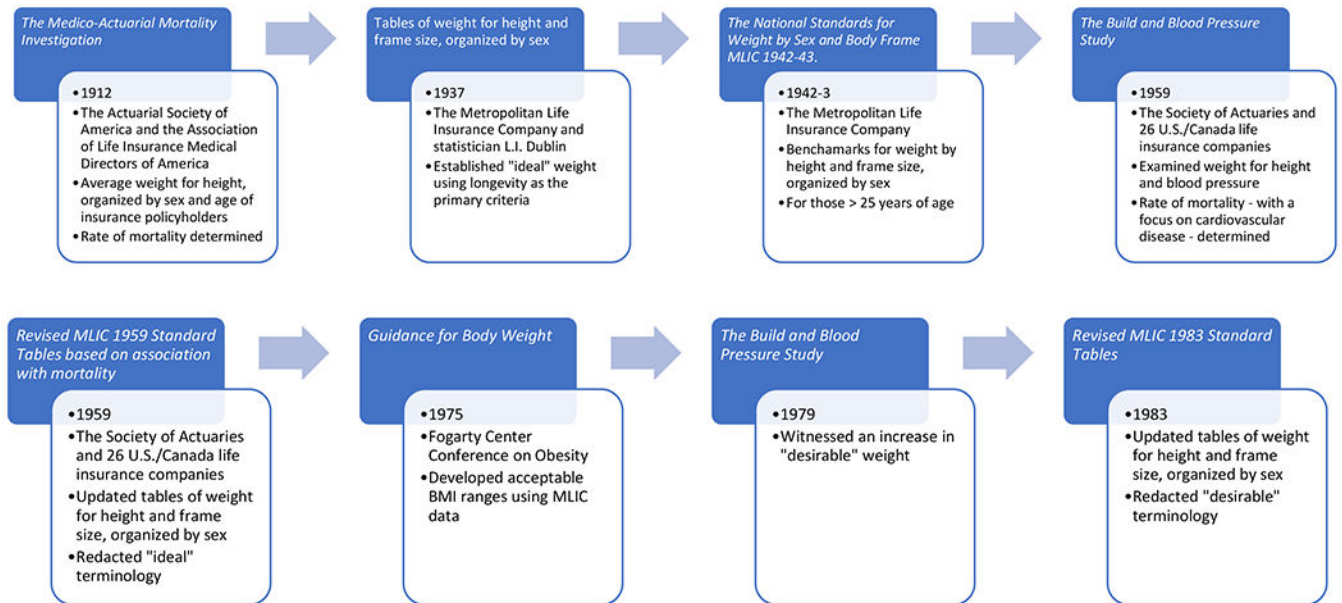 The Medico-Actuarial Mortality
Investigation
•1912
•The Actuarial Society of
America and the Association
of Life Insurance Medical
Directors of America
•Average weight for height,
organized by sex and age of
insurance policyholders
•Rate of mortality determined
Tables of weight for height and
frame size, organized by sex
•1937
•The Metropolitan Life
Insurance Company and
statistician L.I. Dublin
•Established "ideal" weight
using longevity as the
primary criteria
The National Standards for
Weight by Sex and Body Frame
MLIC 1942-43.
•1942-3
•The Metropolitan Life
Insurance Company
•Benchamarks for weight by
height and frame size,
organized by sex
•For those > 25 years of age
The Build and Blood Pressure
Study
•1959
•The Society of Actuaries and
26 U.S./Canada life
insurance companies
•Examined weight for height
and blood pressure
•Rate of mortality - with a
focus on cardiovascular
disease - determined
Revised MLIC 1959 Standard
Tables based on association
with mortality
•1959
•The Society of Actuaries
and 26 U.S./Canada life
insurance companies
•Updated tables of weight
for height and frame
size, organized by sex
•Redacted "ideal"
terminology
Guidance for Body Weight
•1975
•Fogarty Center
Conference on Obesity
•Developed acceptable
BMI ranges using MLIC
data
The Build and Blood
Pressure Study
•1979
•Witnessed an increase in
"desirable" weight
Revised MLIC 1983 Standard
Tables
•1983
•Updated tables of weight
for height and frame
size, organized by sex
•Redacted "desirable"
terminology